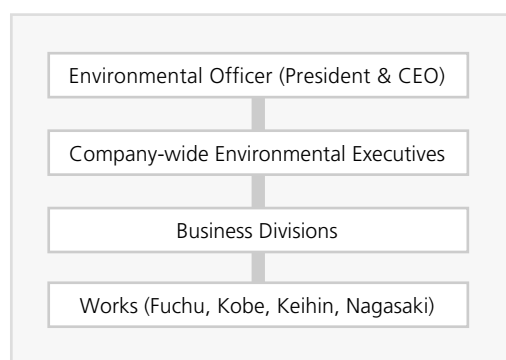 Environmental Officer (President & CEO)
Company-wide Environmental Executives
Business Divisions
Works (Fuchu, Kobe, Keihin, Nagasaki)